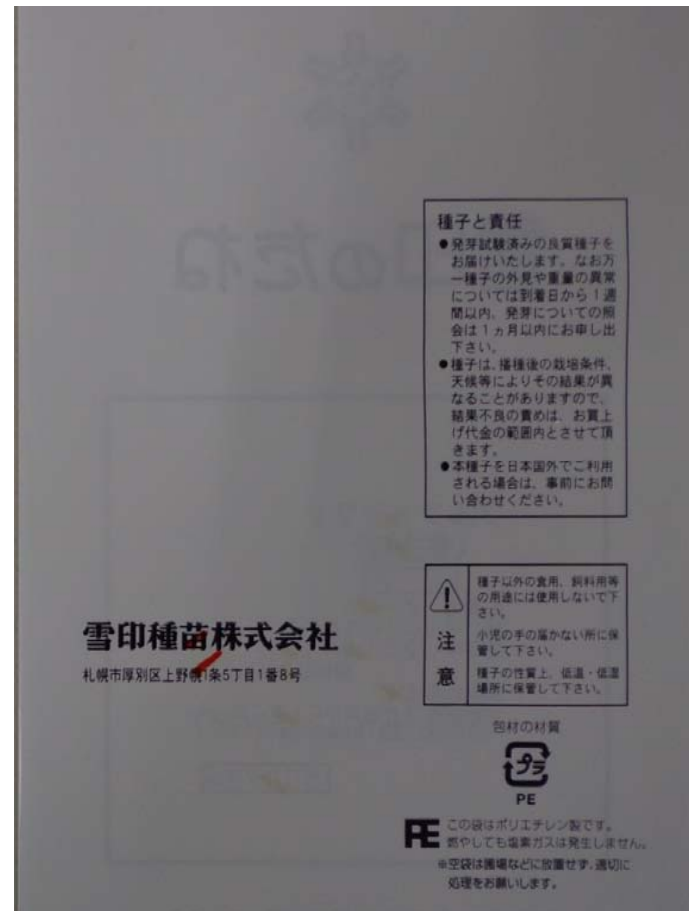 種子と責任
●発芽試験済みの良質種子を
お届けいたします。なお万
一種子の外見や重量の異常
については到着日から1週
間以内、発芽についての照
会は1ヵ月以内にお申し出
下さい。
●種子は、播種後の栽培条件、
天候等によりその結果が異
なることがありますので、
結果不良の責めは、お買上
げ代金の範囲内とさせて頂
きます。
●本種子を日本国外でご利用
される場合は、事前にお問
い合わせください。
雪印種苗株式会社
札幌市厚別区上野幌1条5丁目1番8号
注意
種子以外の食用、飼料用等
の用途には使用しないで下
さい。
小児の手の届かない所に保
管して下さい。
種子の性質上、低温・低湿
場所に保管して下さい。
包材の材質
プラ
PE
PE
この袋はポリエチレン製です。
燃やしても塩素ガスは発生しません。
※空袋は圃場などに放置せず、適切に
処理をお願いします。